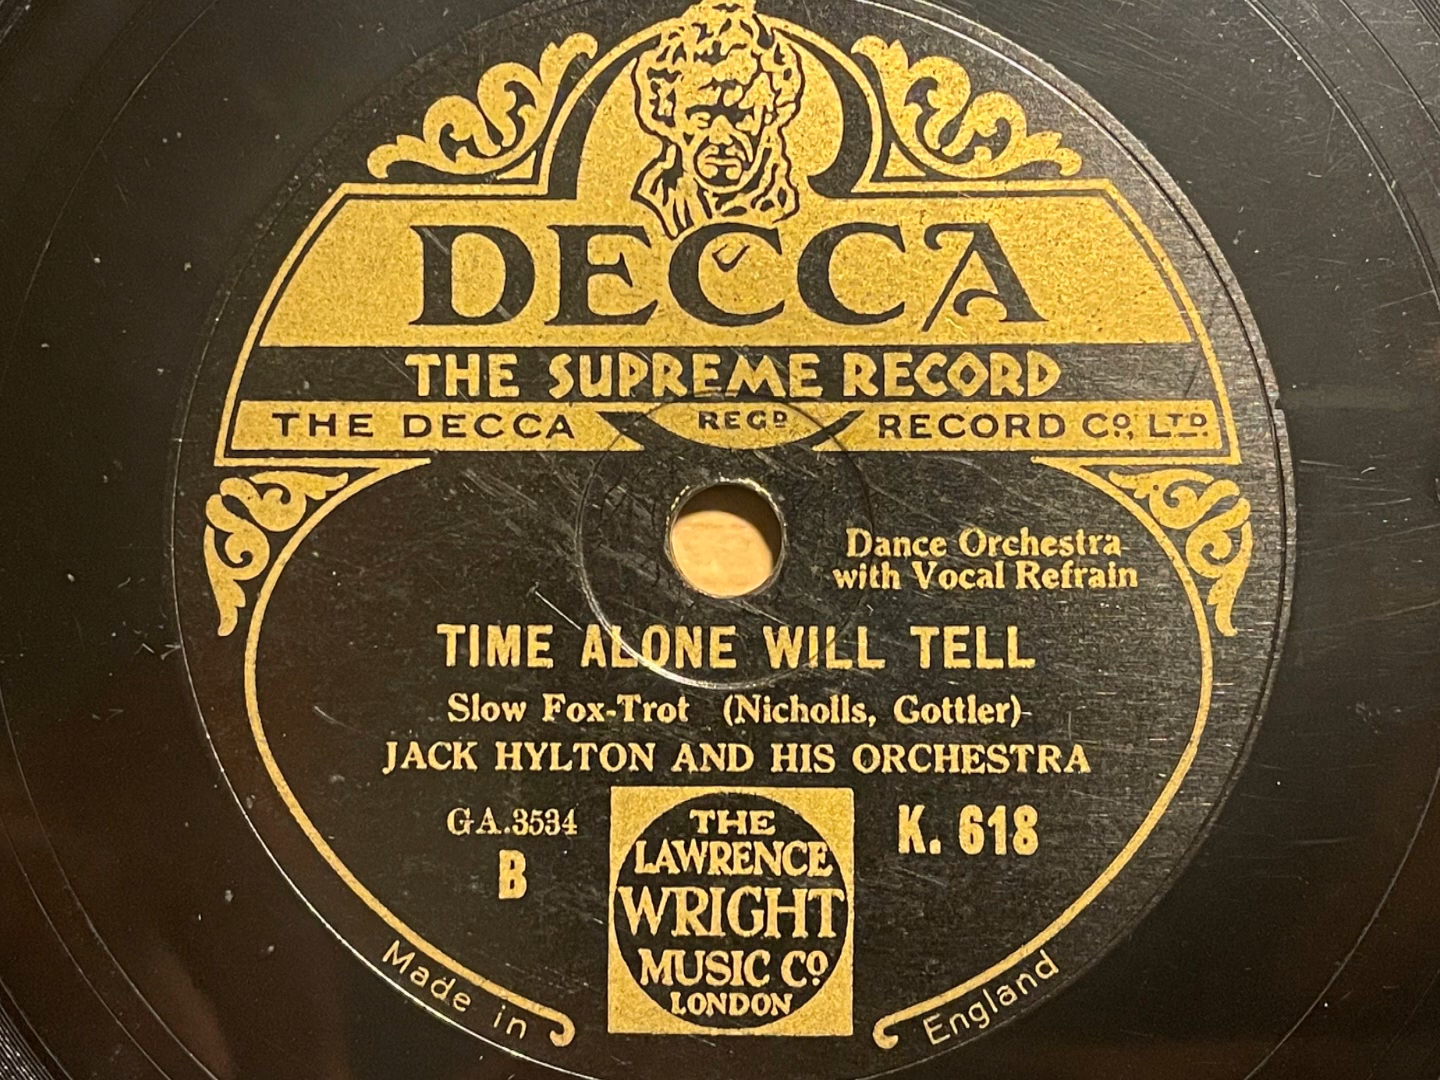 DECCA
THE SUPREME RECORD
THE DECCA REGD RECORD CO., LTD.
Dance Orchestra
with Vocal Refrain
TIME ALONE WILL TELL
Slow Fox-Trot (Nicholls, Gottler)
JACK HYLTON AND HIS ORCHESTRA
GA.3534
B
K. 618
THE
LAWRENCE
WRIGHT
MUSIC CO
LONDON
Made in England